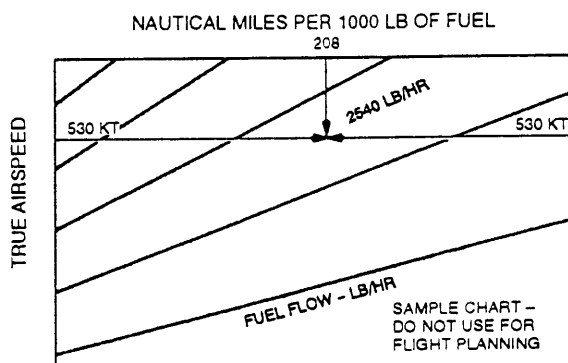 NAUTICAL MILES PER 1000 LB OF FUEL
208
2540 LB/HR
530 KT
530 KT
TRUE AIRSPEED
FUEL FLOW – LB/HR
SAMPLE CHART –
DO NOT USE FOR
FLIGHT PLANNING